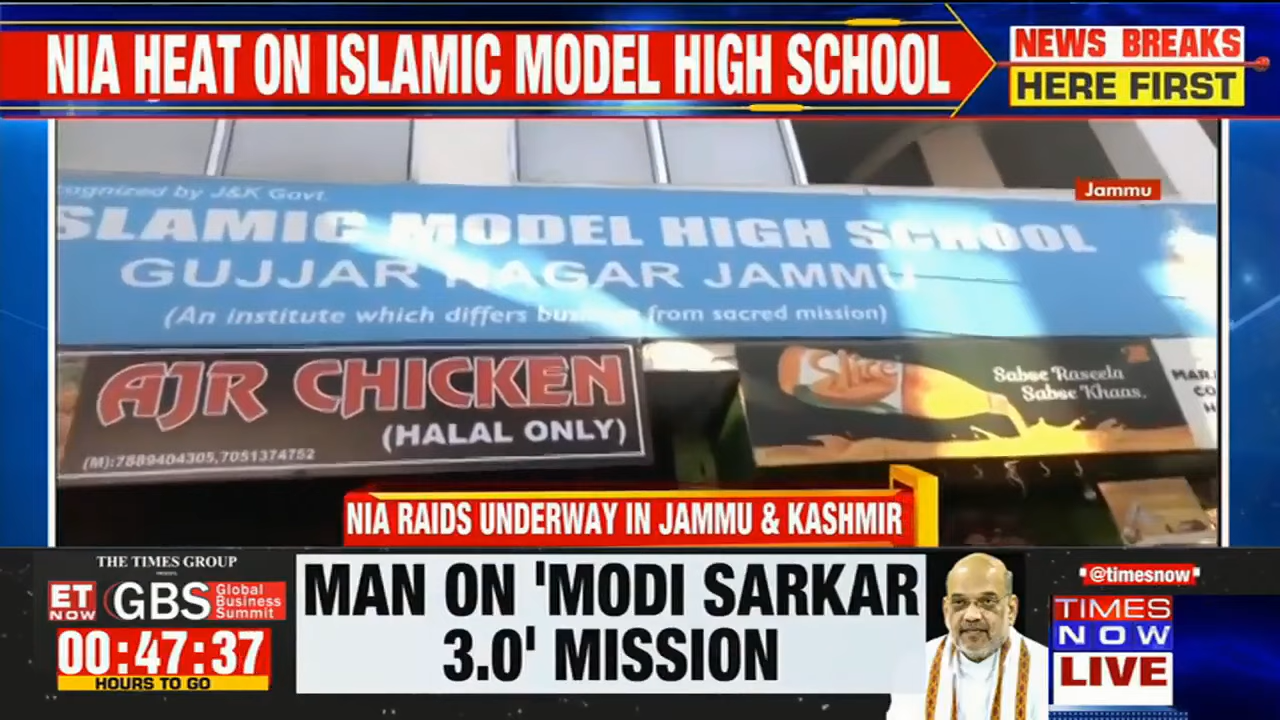 NIA HEAT ON ISLAMIC MODEL HIGH SCHOOL
NEWS BREAKS
HERE FIRST
Jammu
by J&K Govt.
MODEL HIGH SCHOOL
GUJJAR NAGAR JAMMU
(An institute which differs from sacred mission)
AJR CHICKEN
(HALAL ONLY)
(M):7889404305,7051374752
Slice
Sabse Raseela
Sabse Khaas.
NIA RAIDS UNDERWAY IN JAMMU & KASHMIR
THE TIMES GROUP
ET NOW
GBS
Global
Business
Summit
00:47:37
HOURS TO GO
MAN ON 'MODI SARKAR
3.0' MISSION
@timesnow
TIMES
NOW
LIVE